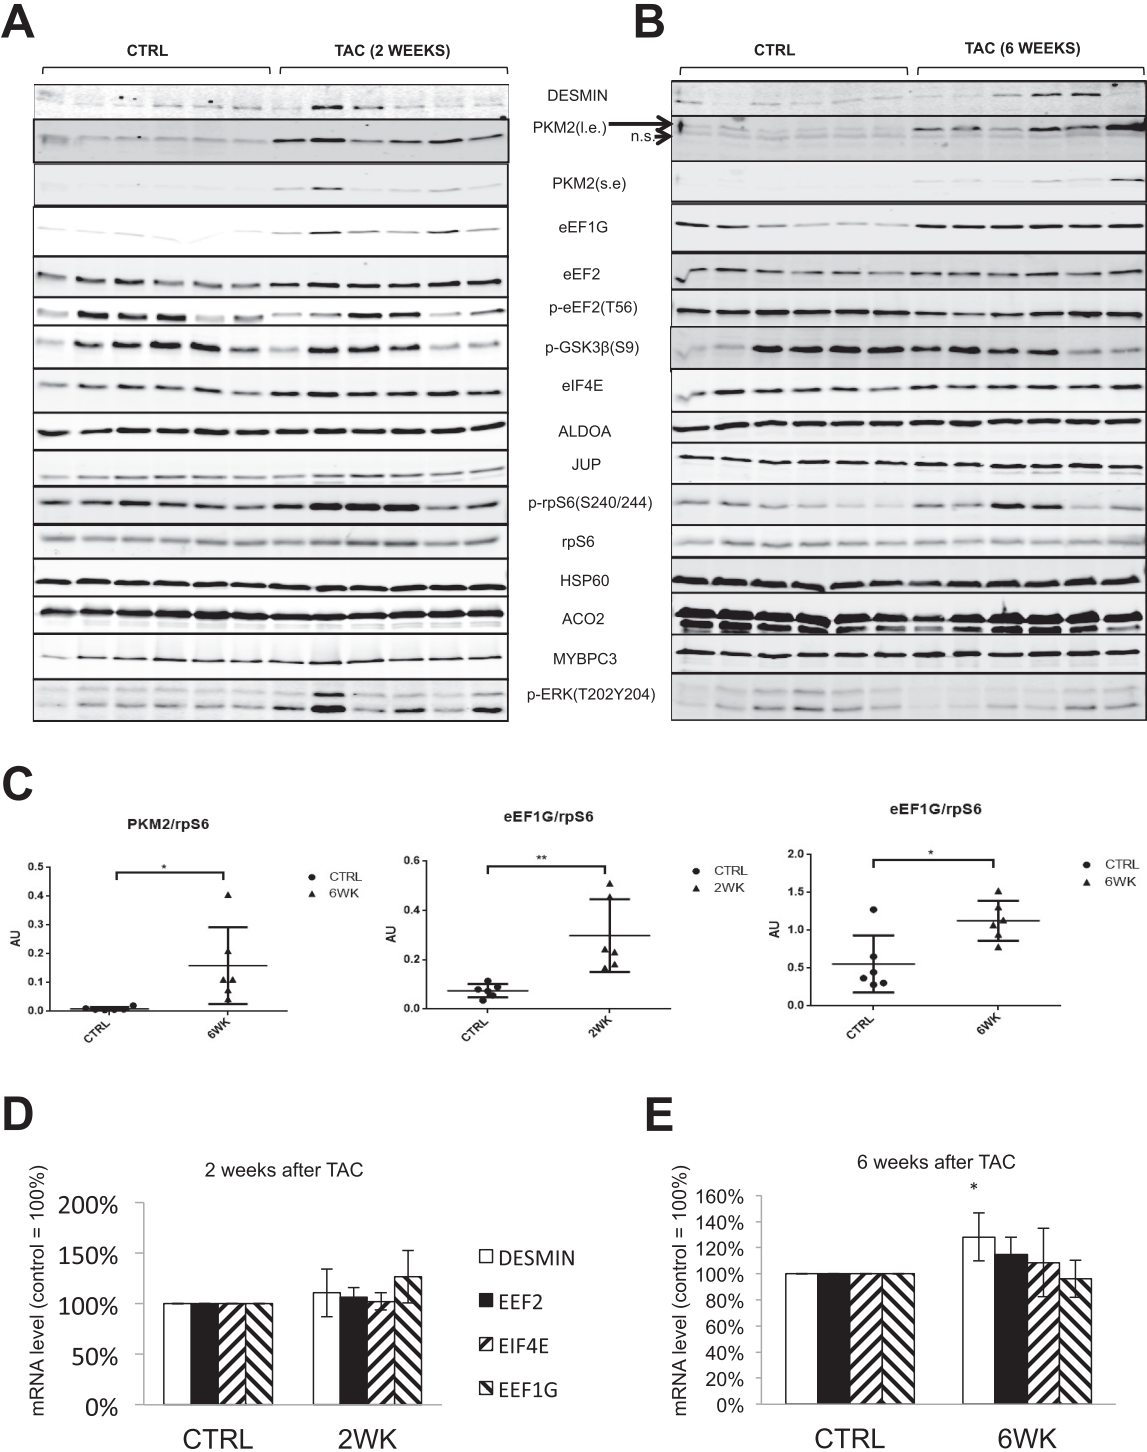 A
B
CTRL
TAC (2 WEEKS)
CTRL
TAC (6 WEEKS)
DESMIN
PKM2(l.e.)
n.s.
PKM2(s.e)
eEF1G
eEF2
p-eEF2(T56)
p-GSK3β(S9)
eIF4E
ALDOA
JUP
p-rpS6(S240/244)
rpS6
HSP60
ACO2
MYBPC3
p-ERK(T202Y204)
C
PKM2/rpS6
*
0.5
0.4
0.3
0.2
0.1
0.0
AU
CTRL
6WK
CTRL
6WK
eEF1G/rpS6
**
0.6
0.4
0.2
0.0
AU
CTRL
2WK
CTRL
2WK
eEF1G/rpS6
*
2.0
1.5
1.0
0.5
0.0
AU
CTRL
6WK
CTRL
6WK
D
2 weeks after TAC
mRNA level (control = 100%)
200%
150%
100%
50%
0%
CTRL
2WK
DESMIN
EEF2
EIF4E
EEF1G
E
6 weeks after TAC
*
mRNA level (control = 100%)
160%
140%
120%
100%
80%
60%
40%
20%
0%
CTRL
6WK